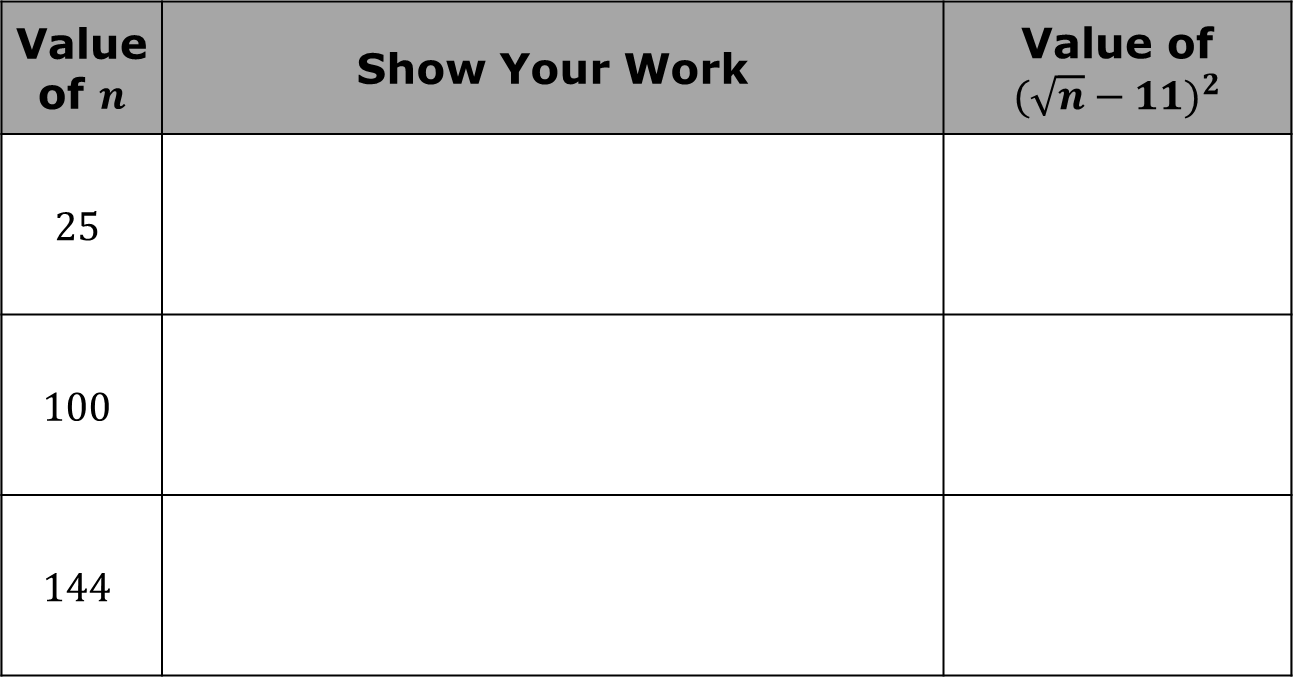 Value
of n
Show Your Work
Value of
(√n − 11)²
25
100
144